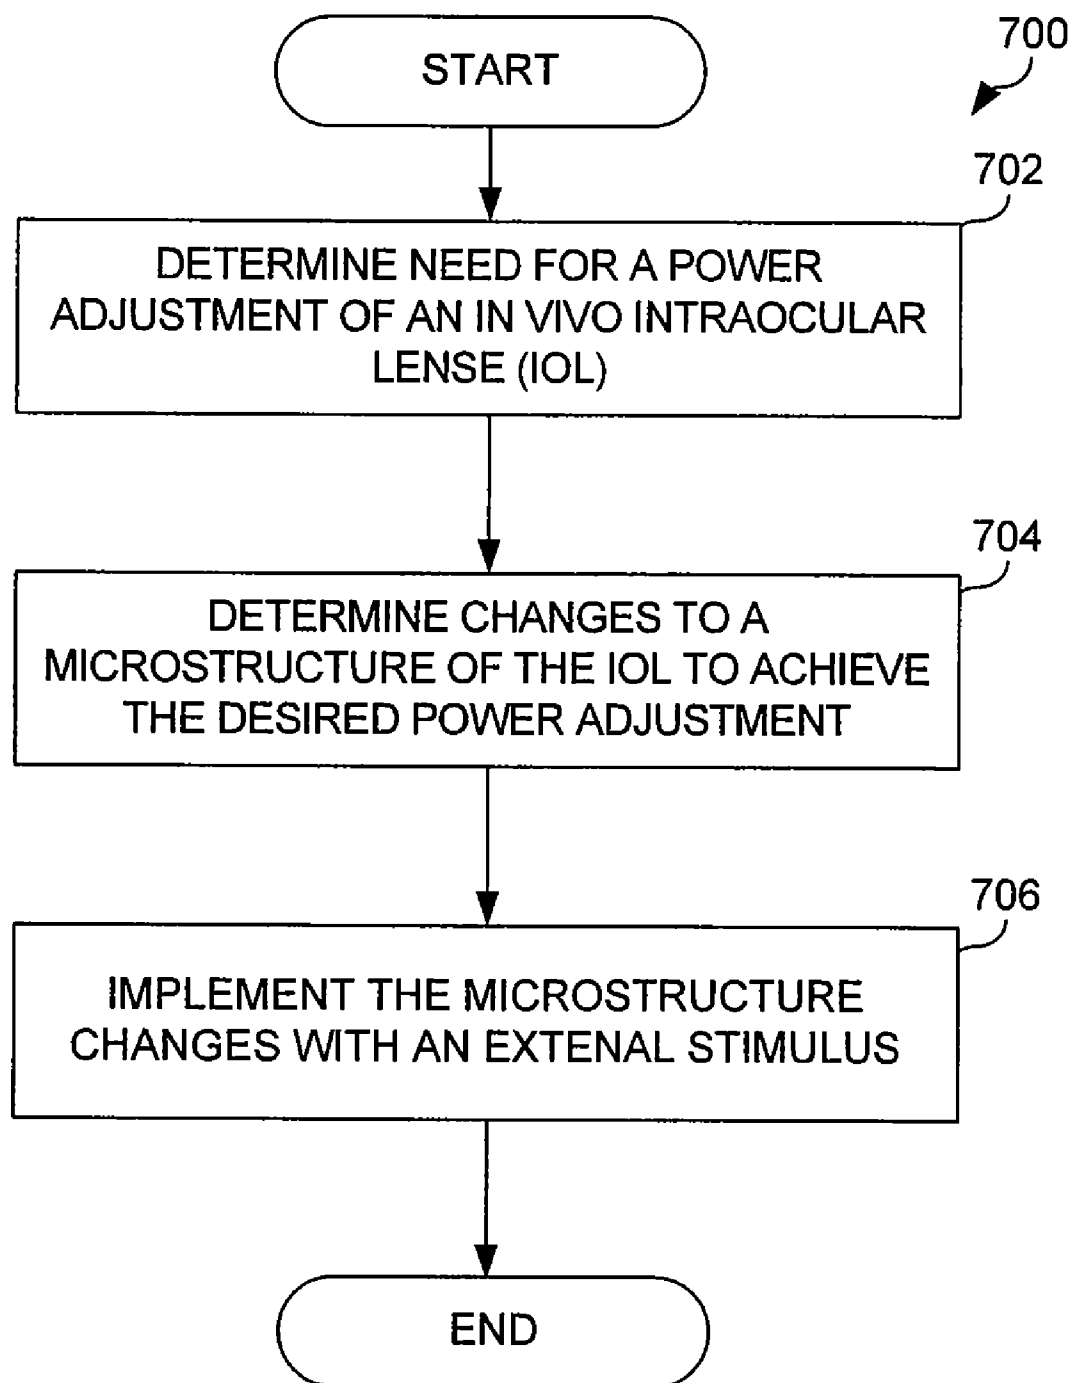 START
700
702
DETERMINE NEED FOR A POWER
ADJUSTMENT OF AN IN VIVO INTRAOCULAR
LENSE (IOL)
704
DETERMINE CHANGES TO A
MICROSTRUCTURE OF THE IOL TO ACHIEVE
THE DESIRED POWER ADJUSTMENT
706
IMPLEMENT THE MICROSTRUCTURE
CHANGES WITH AN EXTENAL STIMULUS
END